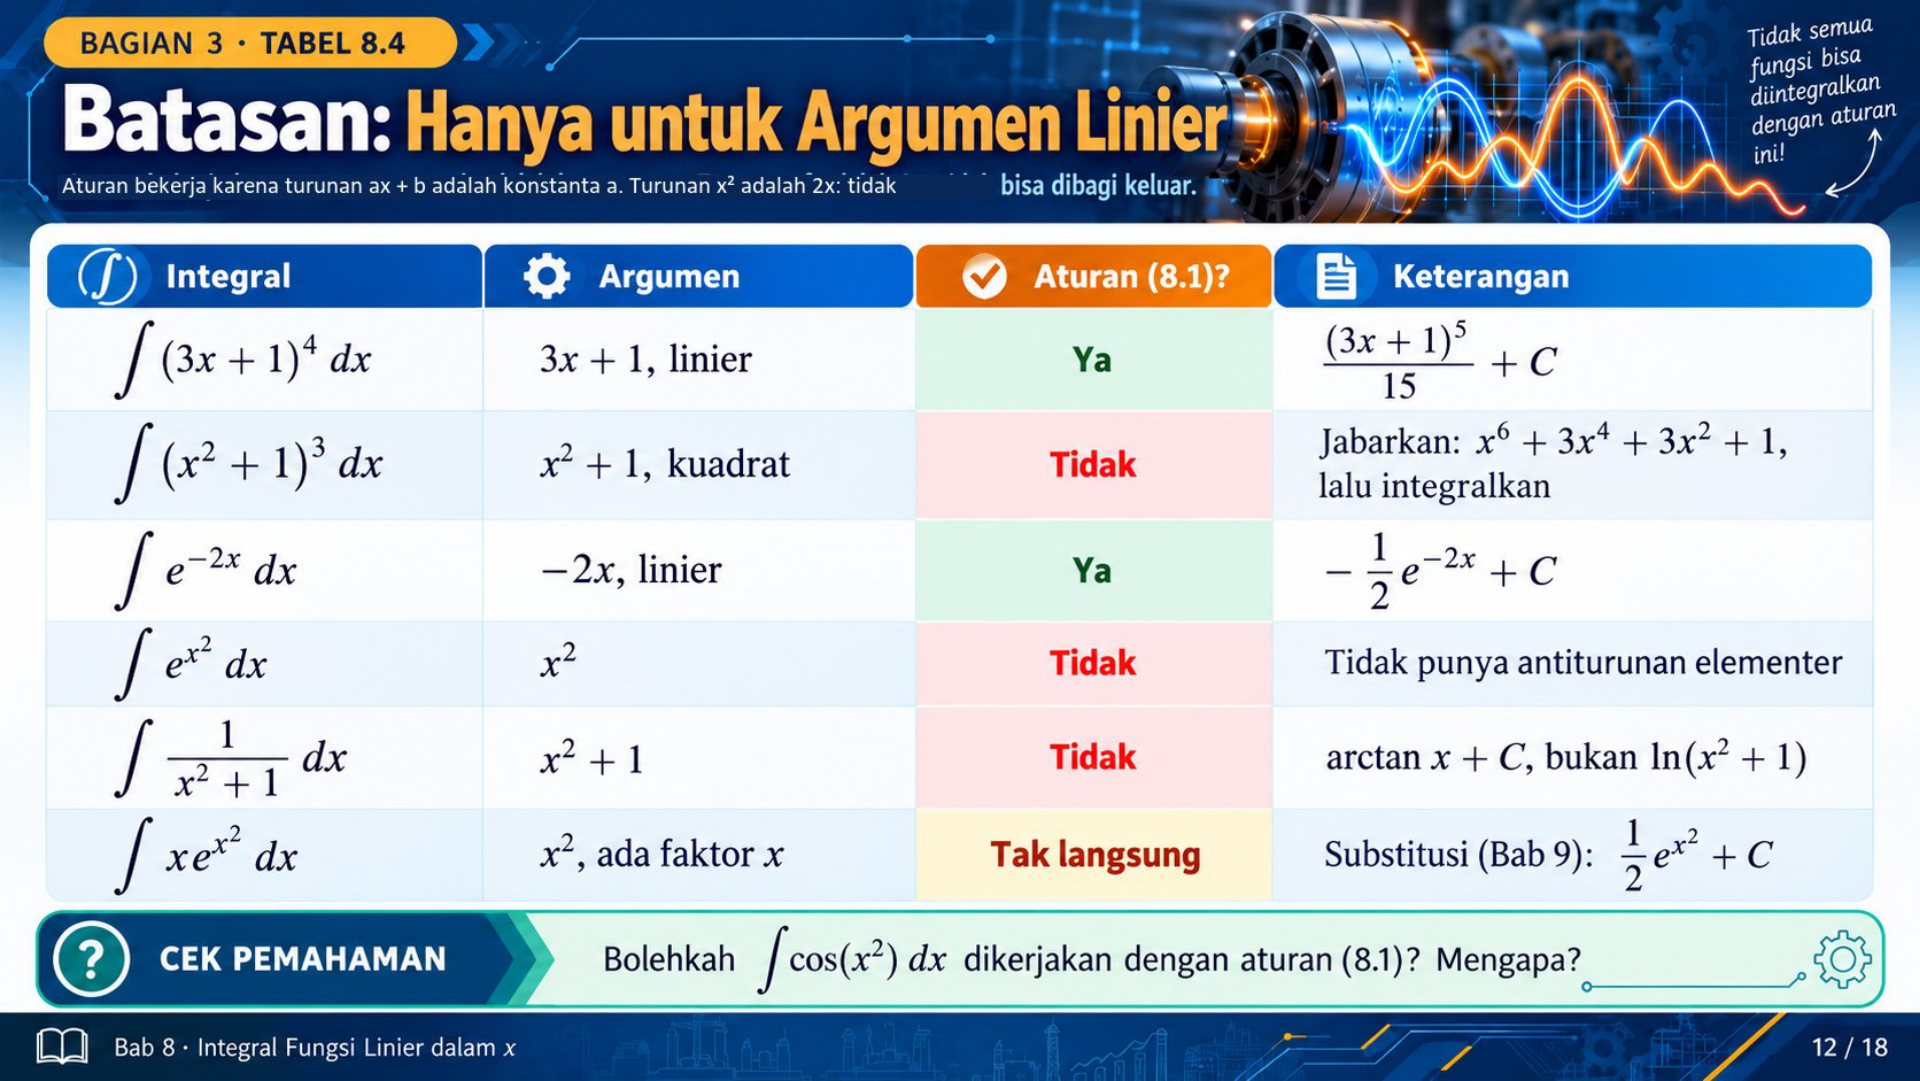 BAGIAN 3 · TABEL 8.4
Batasan: Hanya untuk Argumen Linier
Aturan bekerja karena turunan ax + b adalah konstanta a. Turunan x² adalah 2x: tidak bisa dibagi keluar.
Tidak semua
fungsi bisa
diintegralkan
dengan aturan
ini!
Integral	Argumen	Aturan (8.1)?	Keterangan
∫ (3x + 1)⁴ dx	3x + 1, linier	Ya	(3x + 1)⁵ / 15 + C
∫ (x² + 1)³ dx	x² + 1, kuadrat	Tidak	Jabarkan: x⁶ + 3x⁴ + 3x² + 1,
lalu integralkan
∫ e⁻²ˣ dx	−2x, linier	Ya	− 1/2 e⁻²ˣ + C
∫ e^(x²) dx	x²	Tidak	Tidak punya antiturunan elementer
∫ 1/(x² + 1) dx	x² + 1	Tidak	arctan x + C, bukan ln(x² + 1)
∫ xe^(x²) dx	x², ada faktor x	Tak langsung	Substitusi (Bab 9): 1/2 e^(x²) + C
? CEK PEMAHAMAN	Bolehkah ∫ cos(x²) dx dikerjakan dengan aturan (8.1)? Mengapa?
Bab 8 · Integral Fungsi Linier dalam x	12 / 18